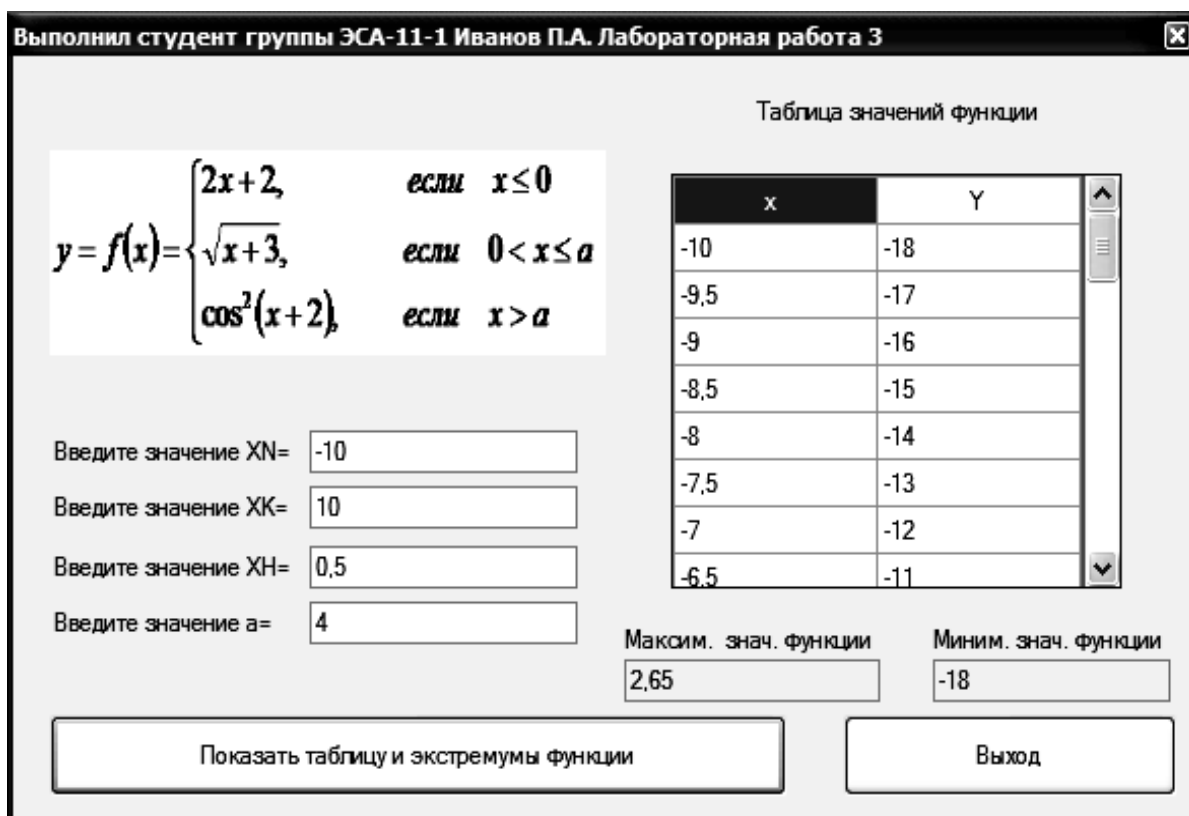 Выполнил студент группы ЭСА-11-1 Иванов П.А. Лабораторная работа 3
Таблица значений функции
y = f(x) = { 2x+2, если x ≤ 0
√(x+3), если 0 < x ≤ a
cos²(x+2), если x > a
x Y
-10 -18
-9,5 -17
-9 -16
-8,5 -15
-8 -14
-7,5 -13
-7 -12
-6,5 -11
Введите значение XN= -10
Введите значение XK= 10
Введите значение XH= 0,5
Введите значение a= 4
Максим. знач. функции Миним. знач. функции
2,65 -18
Показать таблицу и экстремумы функции Выход